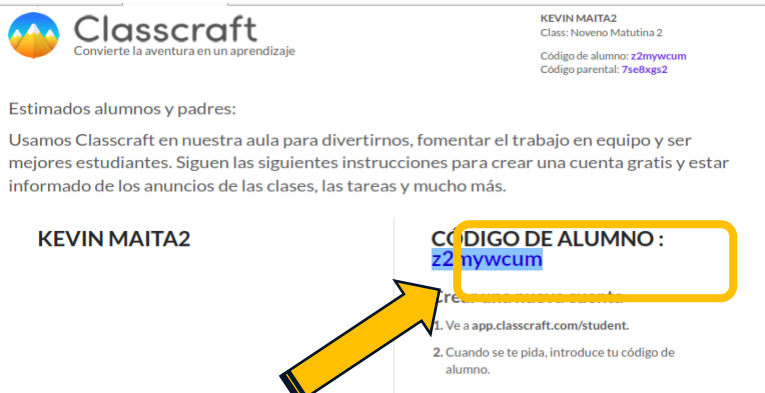 Classcraft
Convierte la aventura en un aprendizaje
KEVIN MAITA2
Class: Noveno Matutina 2
Código de alumno: z2mywcum
Código parental: 7se8xgs2
Estimados alumnos y padres:
Usamos Classcraft en nuestra aula para divertirnos, fomentar el trabajo en equipo y ser
mejores estudiantes. Siguen las siguientes instrucciones para crear una cuenta gratis y estar
informado de los anuncios de las clases, las tareas y mucho más.
KEVIN MAITA2
CÓDIGO DE ALUMNO :
z2mywcum
Crear una nueva cuenta
1. Ve a app.classcraft.com/student.
2. Cuando se te pida, introduce tu código de
alumno.